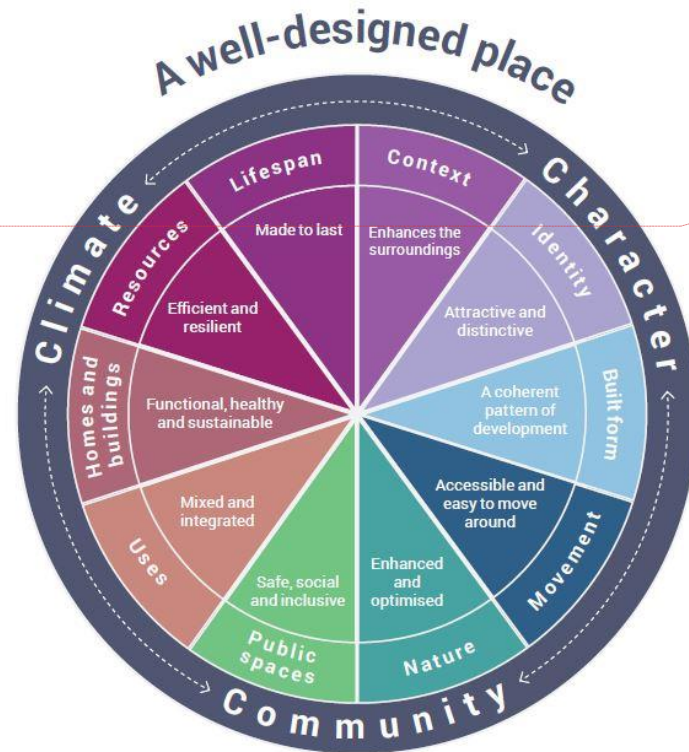 A well-designed place
Climate
Character
Community
Context
Enhances the
surroundings
Identity
Attractive and
distinctive
Built form
A coherent
pattern of
development
Movement
Accessible and
easy to move
around
Nature
Enhanced
and
optimised
Public
spaces
Safe, social
and inclusive
Uses
Mixed and
integrated
Homes and
buildings
Functional, healthy
and sustainable
Resources
Efficient and
resilient
Lifespan
Made to last